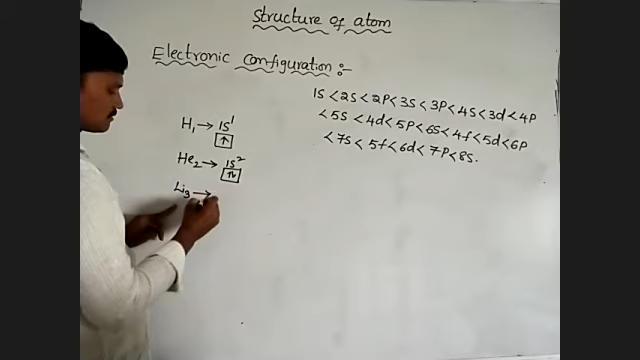 Structure of atom
Electronic configuration :-
1s < 2s < 2p < 3s < 3p < 4s < 3d < 4p
< 5s < 4d < 5p < 6s < 4f < 5d < 6p
< 7s < 5f < 6d < 7p < 8s.
H₁ → 1s¹
↑
He₂ → 1s²
↑↓
Li₃ →